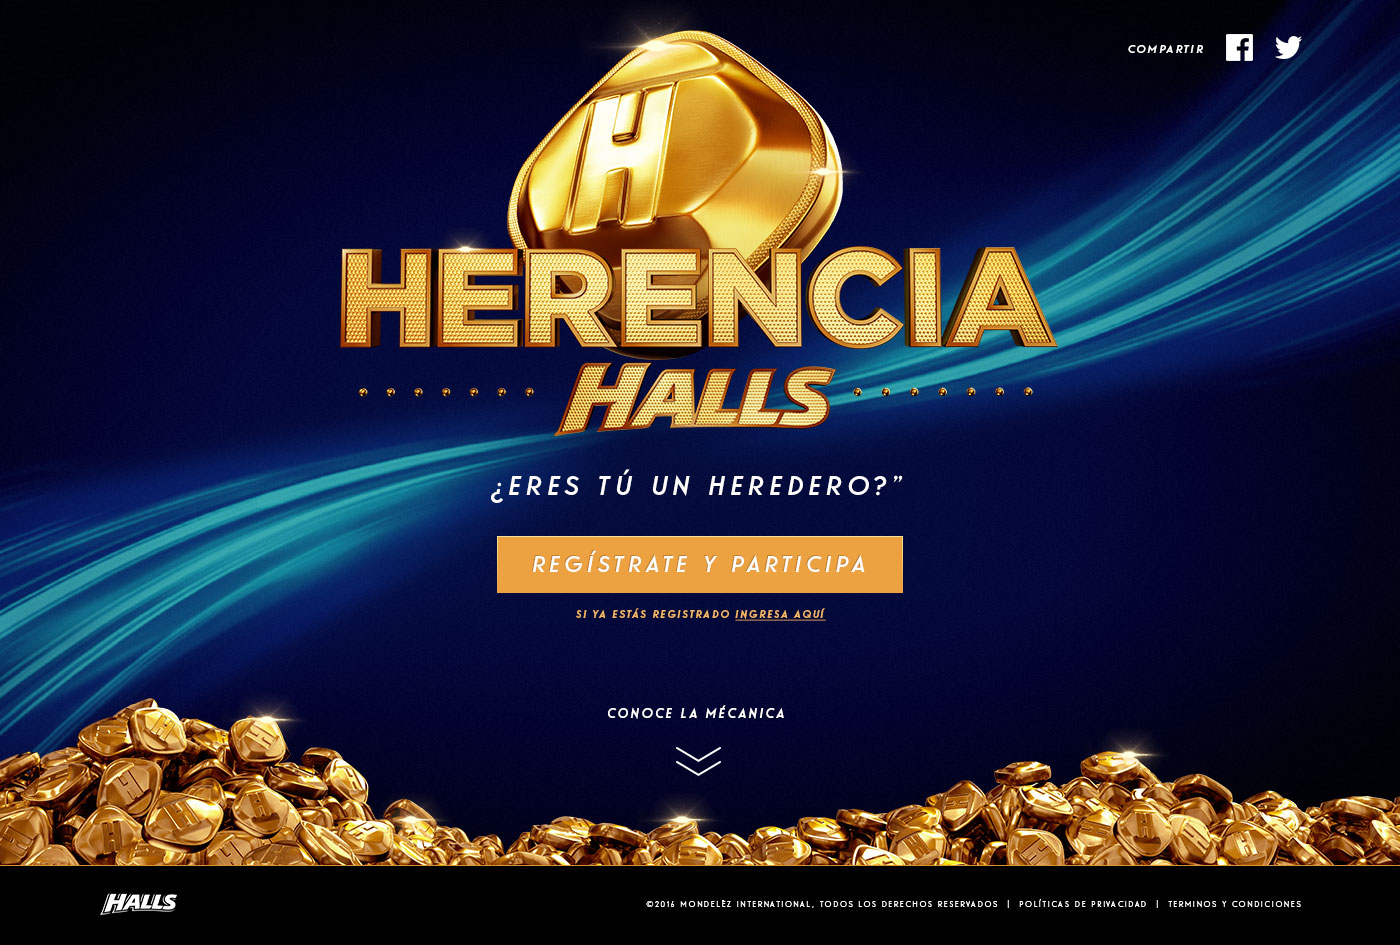 COMPARTIR
H
HERENCIA
HALLS
¿ERES TÚ UN HEREDERO?”
REGÍSTRATE Y PARTICIPA
SI YA ESTÁS REGISTRADO INGRESA AQUÍ
CONOCE LA MÉCANICA
HALLS
©2016 MONDELĒZ INTERNATIONAL, TODOS LOS DERECHOS RESERVADOS | POLÍTICAS DE PRIVACIDAD | TERMINOS Y CONDICIONES